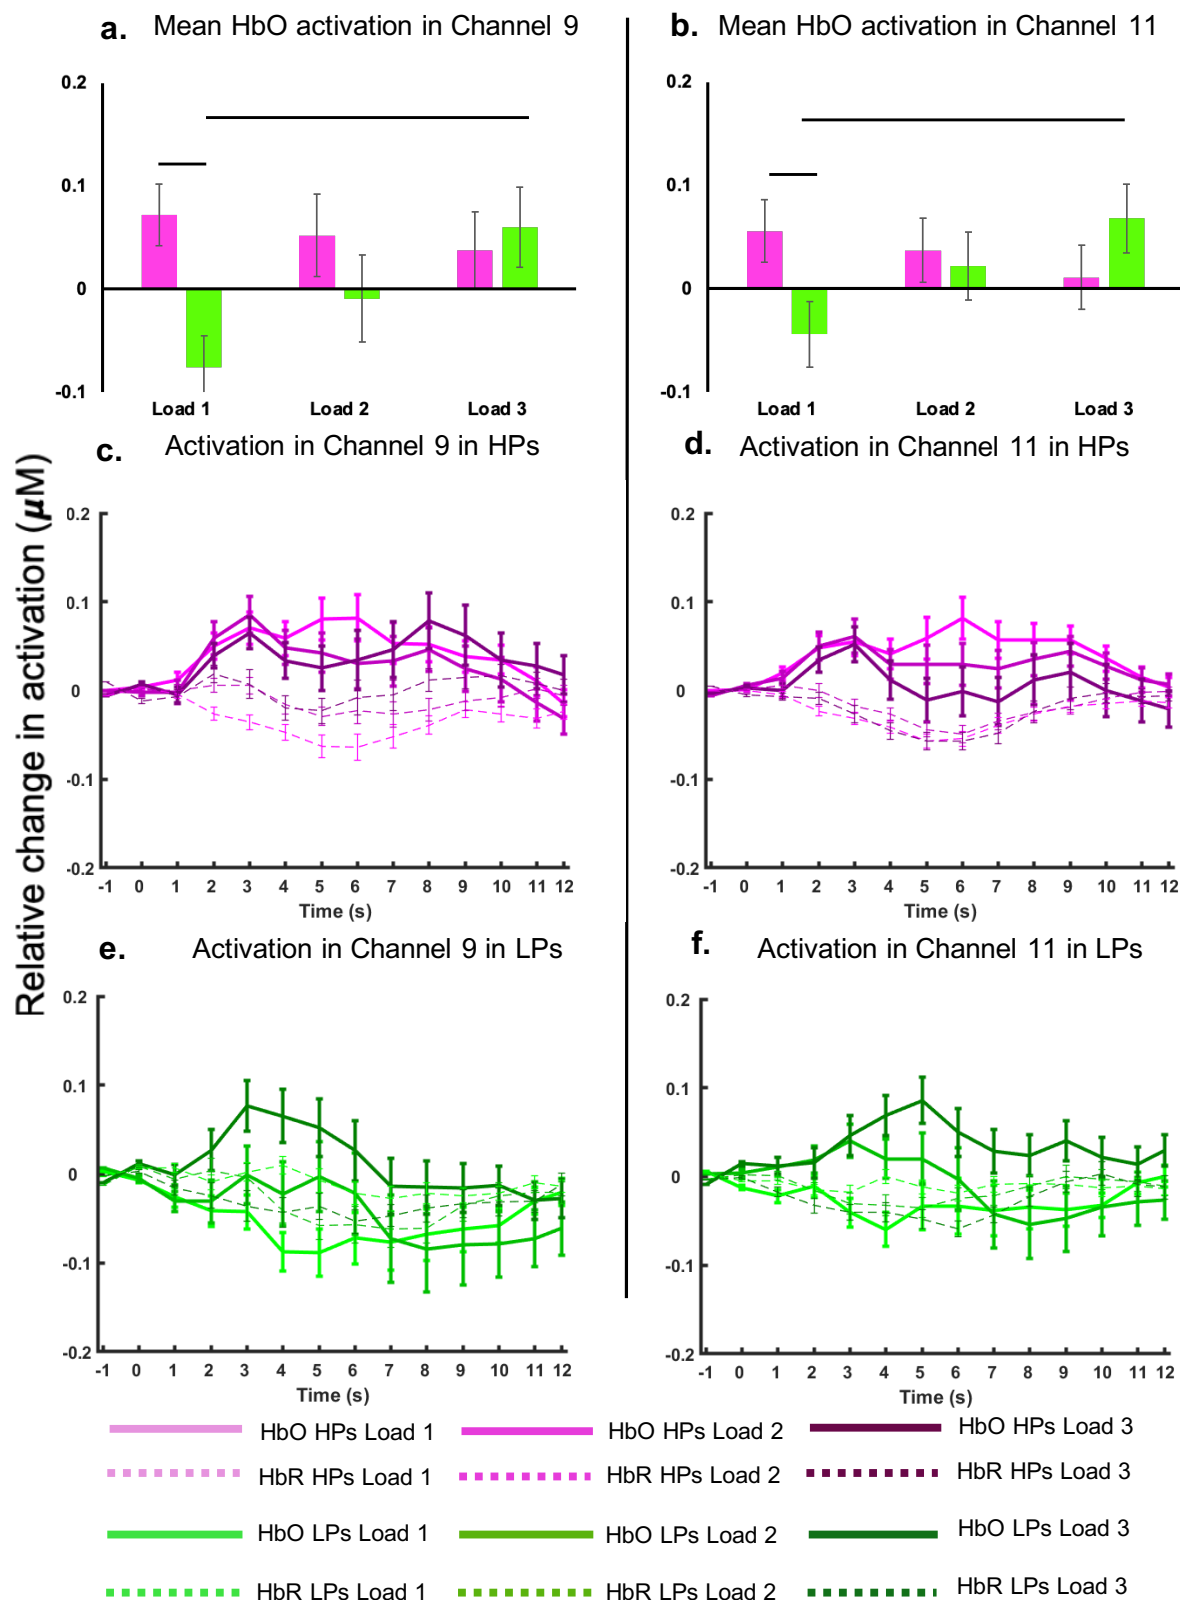 a. Mean HbO activation in Channel 9
0.2
0.1
0
-0.1
Load 1 Load 2 Load 3
b. Mean HbO activation in Channel 11
0.2
0.1
0
-0.1
Load 1 Load 2 Load 3
Relative change in activation (µM)
c. Activation in Channel 9 in HPs
0.2
0.1
0
-0.1
-0.2
-1 0 1 2 3 4 5 6 7 8 9 10 11 12
Time (s)
d. Activation in Channel 11 in HPs
0.2
0.1
0
-0.1
-0.2
-1 0 1 2 3 4 5 6 7 8 9 10 11 12
Time (s)
e. Activation in Channel 9 in LPs
0.2
0.1
0
-0.1
-0.2
-1 0 1 2 3 4 5 6 7 8 9 10 11 12
Time (s)
f. Activation in Channel 11 in LPs
0.2
0.1
0
-0.1
-0.2
-1 0 1 2 3 4 5 6 7 8 9 10 11 12
Time (s)
HbO HPs Load 1 HbO HPs Load 2 HbO HPs Load 3
HbR HPs Load 1 HbR HPs Load 2 HbR HPs Load 3
HbO LPs Load 1 HbO LPs Load 2 HbO LPs Load 3
HbR LPs Load 1 HbR LPs Load 2 HbR LPs Load 3